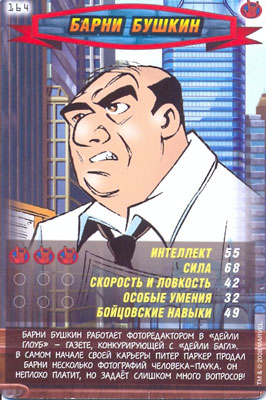 164
БАРНИ БУШКИН
ИНТЕЛЛЕКТ 55
СИЛА 68
СКОРОСТЬ И ЛОВКОСТЬ 42
ОСОБЫЕ УМЕНИЯ 32
БОЙЦОВСКИЕ НАВЫКИ 49
БАРНИ БУШКИН РАБОТАЕТ ФОТОРЕДАКТОРОМ В «ДЕЙЛИ
ГЛОУБ» – ГАЗЕТЕ, КОНКУРИРУЮЩЕЙ С «ДЕЙЛИ БАГЛ».
В САМОМ НАЧАЛЕ СВОЕЙ КАРЬЕРЫ ПИТЕР ПАРКЕР ПРОДАЛ
БАРНИ НЕСКОЛЬКО ФОТОГРАФИЙ ЧЕЛОВЕКА-ПАУКА. ОН
НЕПЛОХО ПЛАТИТ, НО ЗАДАЁТ СЛИШКОМ МНОГО ВОПРОСОВ!